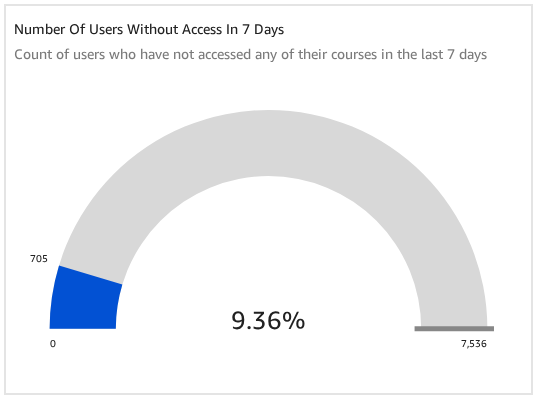 Number Of Users Without Access In 7 Days
Count of users who have not accessed any of their courses in the last 7 days
705
9.36%
0
7,536